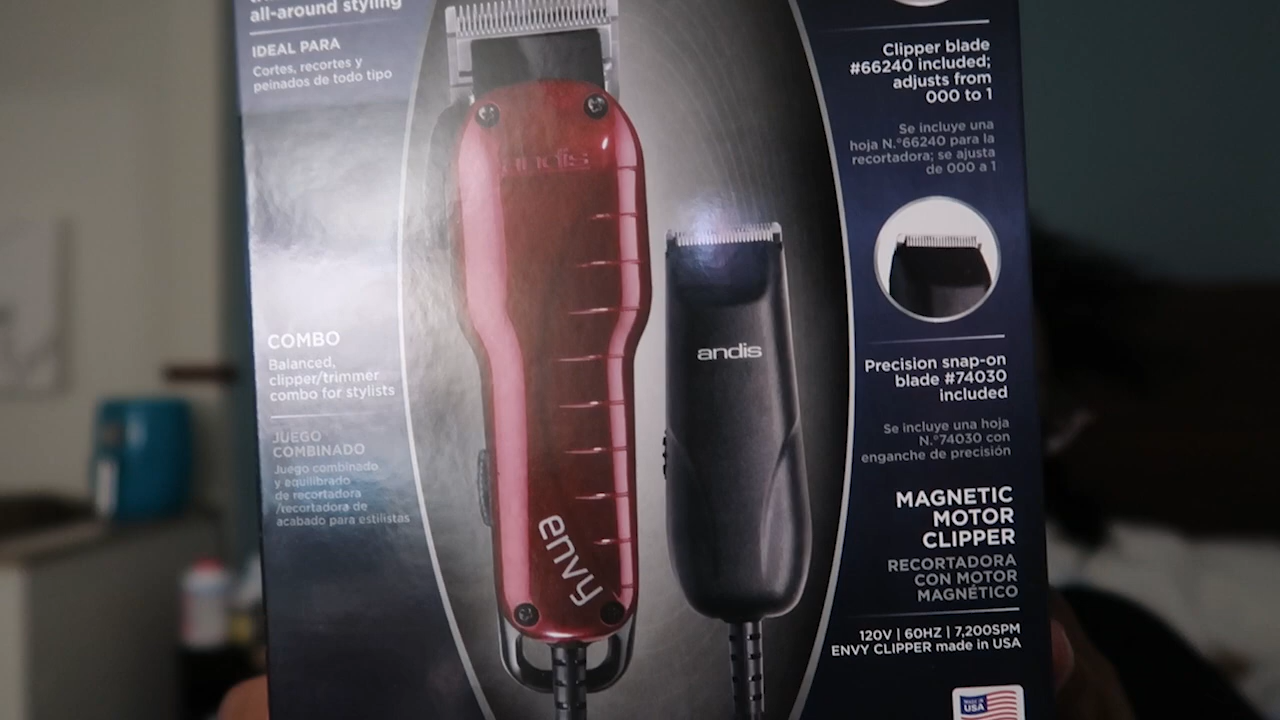 all-around styling
IDEAL PARA
Cortes, recortes y
peinados de todo tipo
COMBO
Balanced,
clipper/trimmer
combo for stylists
JUEGO
COMBINADO
Juego combinado
y equilibrado
de recortadora
/recortadora de
acabado para estilistas
andis
envy
andis
Clipper blade
#66240 included;
adjusts from
000 to 1
Se incluye una
hoja N.°66240 para la
recortadora; se ajusta
de 000 a 1
Precision snap-on
blade #74030
included
Se incluye una hoja
N.°74030 con
enganche de precisión
MAGNETIC
MOTOR
CLIPPER
RECORTADORA
CON MOTOR
MAGNÉTICO
120V | 60HZ | 7,200SPM
ENVY CLIPPER made in USA
MADE IN
USA